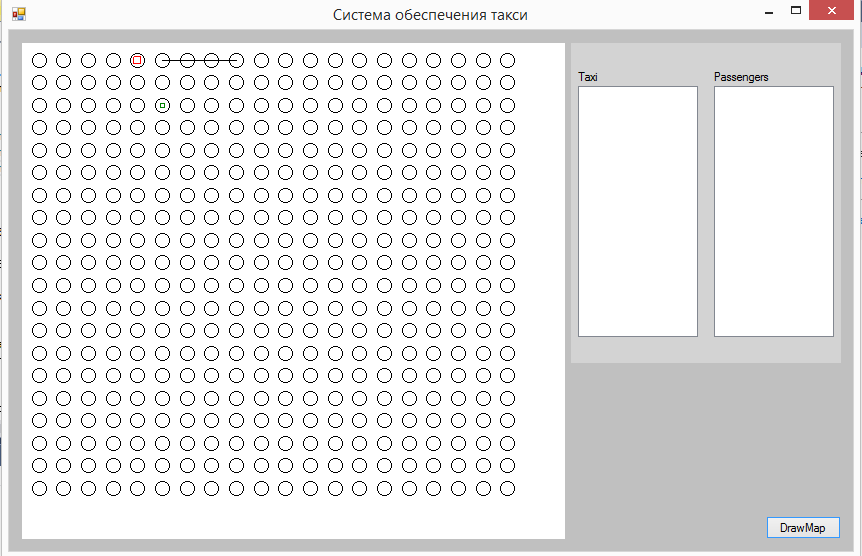 Система обеспечения такси
Taxi
Passengers
DrawMap